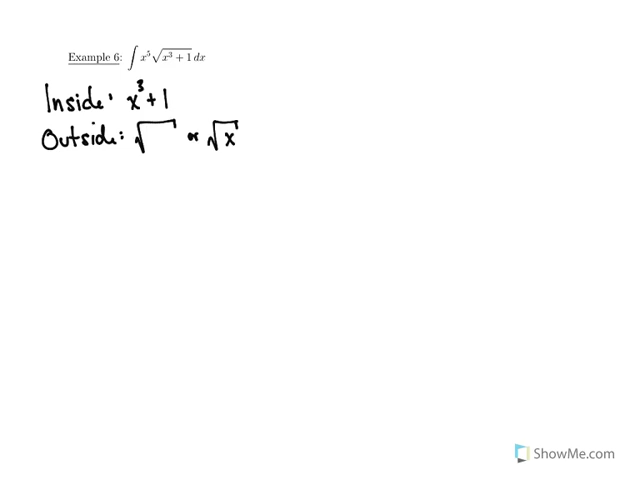 Example 6: ∫ x⁵√(x³ + 1) dx
Inside: x³ + 1
Outside: √ or √x
ShowMe.com